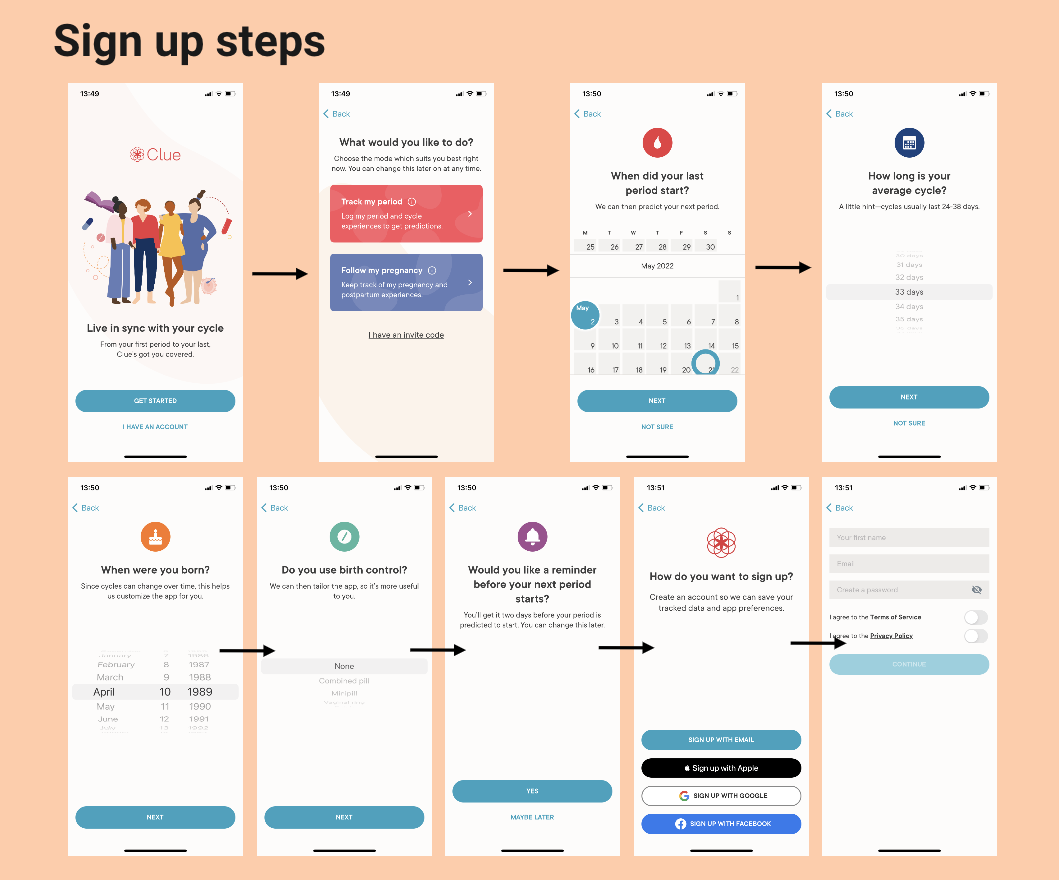 Sign up steps
13:49
Clue
Live in sync with your cycle
From your first period to your last,
Clue's got you covered.
GET STARTED
I HAVE AN ACCOUNT
13:49
Back
What would you like to do?
Choose the mode which suits you best right
now. You can change this later on at any time.
Track my period
Log my period and cycle
experiences to get predictions.
Follow my pregnancy
Keep track of my pregnancy and
postpartum experiences.
I have an invite code
13:50
Back
When did your last
period start?
We can then predict your next period.
M T W T F S S
25 26 27 28 29 30
May 2022
1
May
2 3 4 5 6 7 8
9 10 11 12 13 14 15
16 17 18 19 20 21 22
NEXT
NOT SURE
13:50
Back
How long is your
average cycle?
A little hint—cycles usually last 24-38 days.
30 days
31 days
32 days
33 days
34 days
35 days
NEXT
NOT SURE
13:50
Back
When were you born?
Since cycles can change over time, this helps
us customize the app for you.
February 8 1987
March 9 1988
April 10 1989
May 11 1990
June 12 1991
July 13 1992
NEXT
13:50
Back
Do you use birth control?
We can then tailor the app, so it's more useful
to you.
None
Combined pill
Minipill
NEXT
13:50
Back
Would you like a reminder
before your next period
starts?
You'll get it two days before your period is
predicted to start. You can change this later.
YES
MAYBE LATER
13:51
Back
How do you want to sign up?
Create an account so we can save your
tracked data and app preferences.
SIGN UP WITH EMAIL
Sign up with Apple
SIGN UP WITH GOOGLE
SIGN UP WITH FACEBOOK
13:51
Back
Your first name
Email
Create a password
I agree to the Terms of Service
I agree to the Privacy Policy
CONTINUE